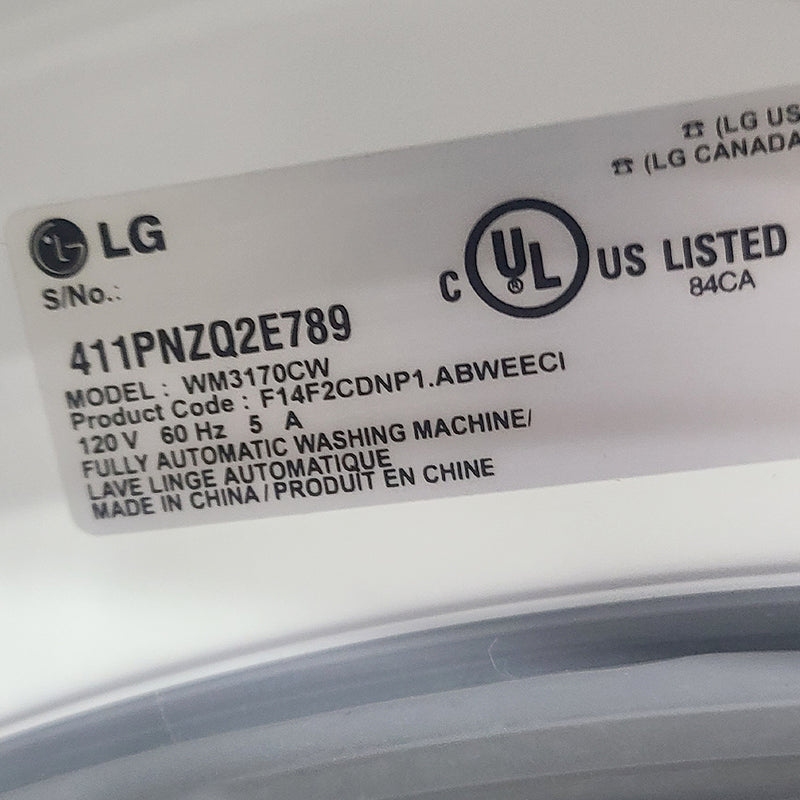 ☎ (LG US
☎ (LG CANADA
LG
S/No.:
C UL ® US LISTED
84CA
411PNZQ2E789
MODEL : WM3170CW
Product Code : F14F2CDNP1.ABWEECI
120 V 60 Hz 5 A
FULLY AUTOMATIC WASHING MACHINE/
LAVE LINGE AUTOMATIQUE
MADE IN CHINA / PRODUIT EN CHINE